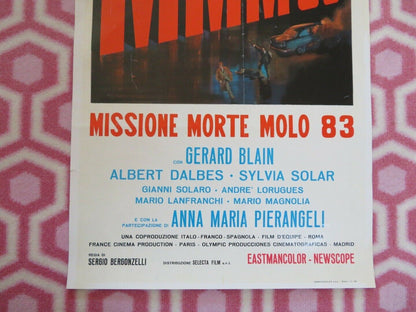 MISSIONE MORTE MOLO 83
CON GERARD BLAIN
ALBERT DALBES · SYLVIA SOLAR
GIANNI SOLARO · ANDRE' LORUGUES
MARIO LANFRANCHI · MARIO MAGNOLIA
E CON LA PARTECIPAZIONE DI ANNA MARIA PIERANGELI
UNA COPRODUZIONE ITALO - FRANCO - SPAGNOLA - FILM D'EQUIPE - ROMA
FRANCE CINEMA PRODUCTION - PARIS - OLYMPIC PRODUCCIONES CINEMATOGRAFICAS - MADRID
REGIA DI SERGIO BERGONZELLI
DISTRIBUZIONE SELECTA FILM s.r.l.
EASTMANCOLOR - NEWSCOPE